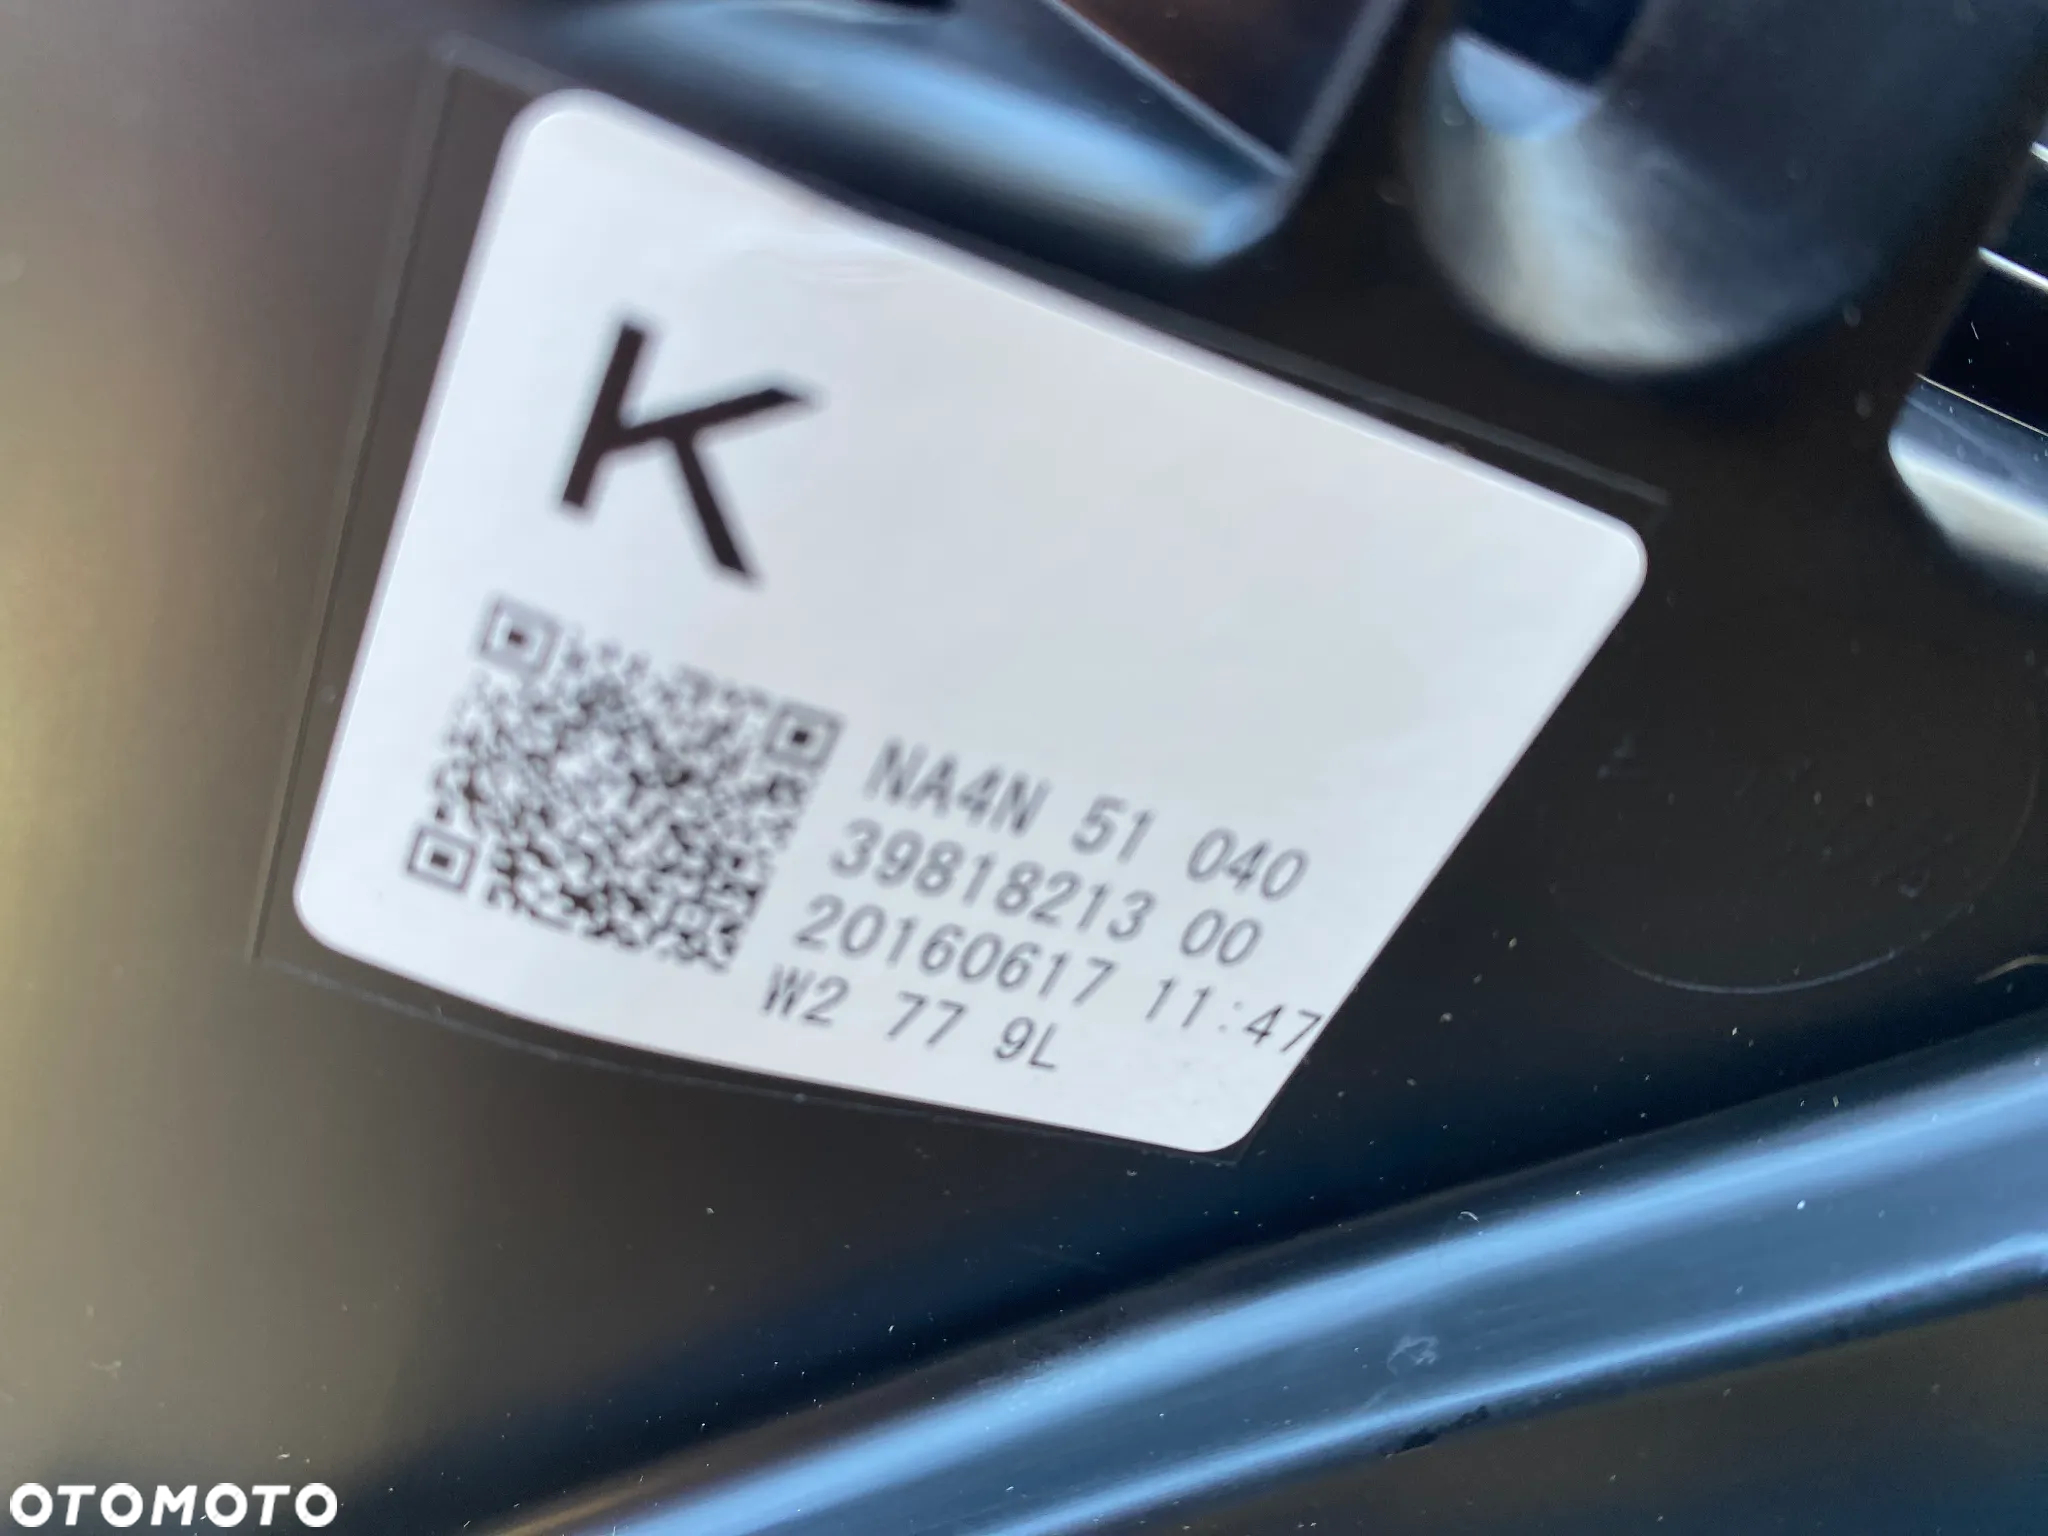 K
NA4N 51 040
39818213 00
20160617 11:47
W2 77 9L
OTOMOTO